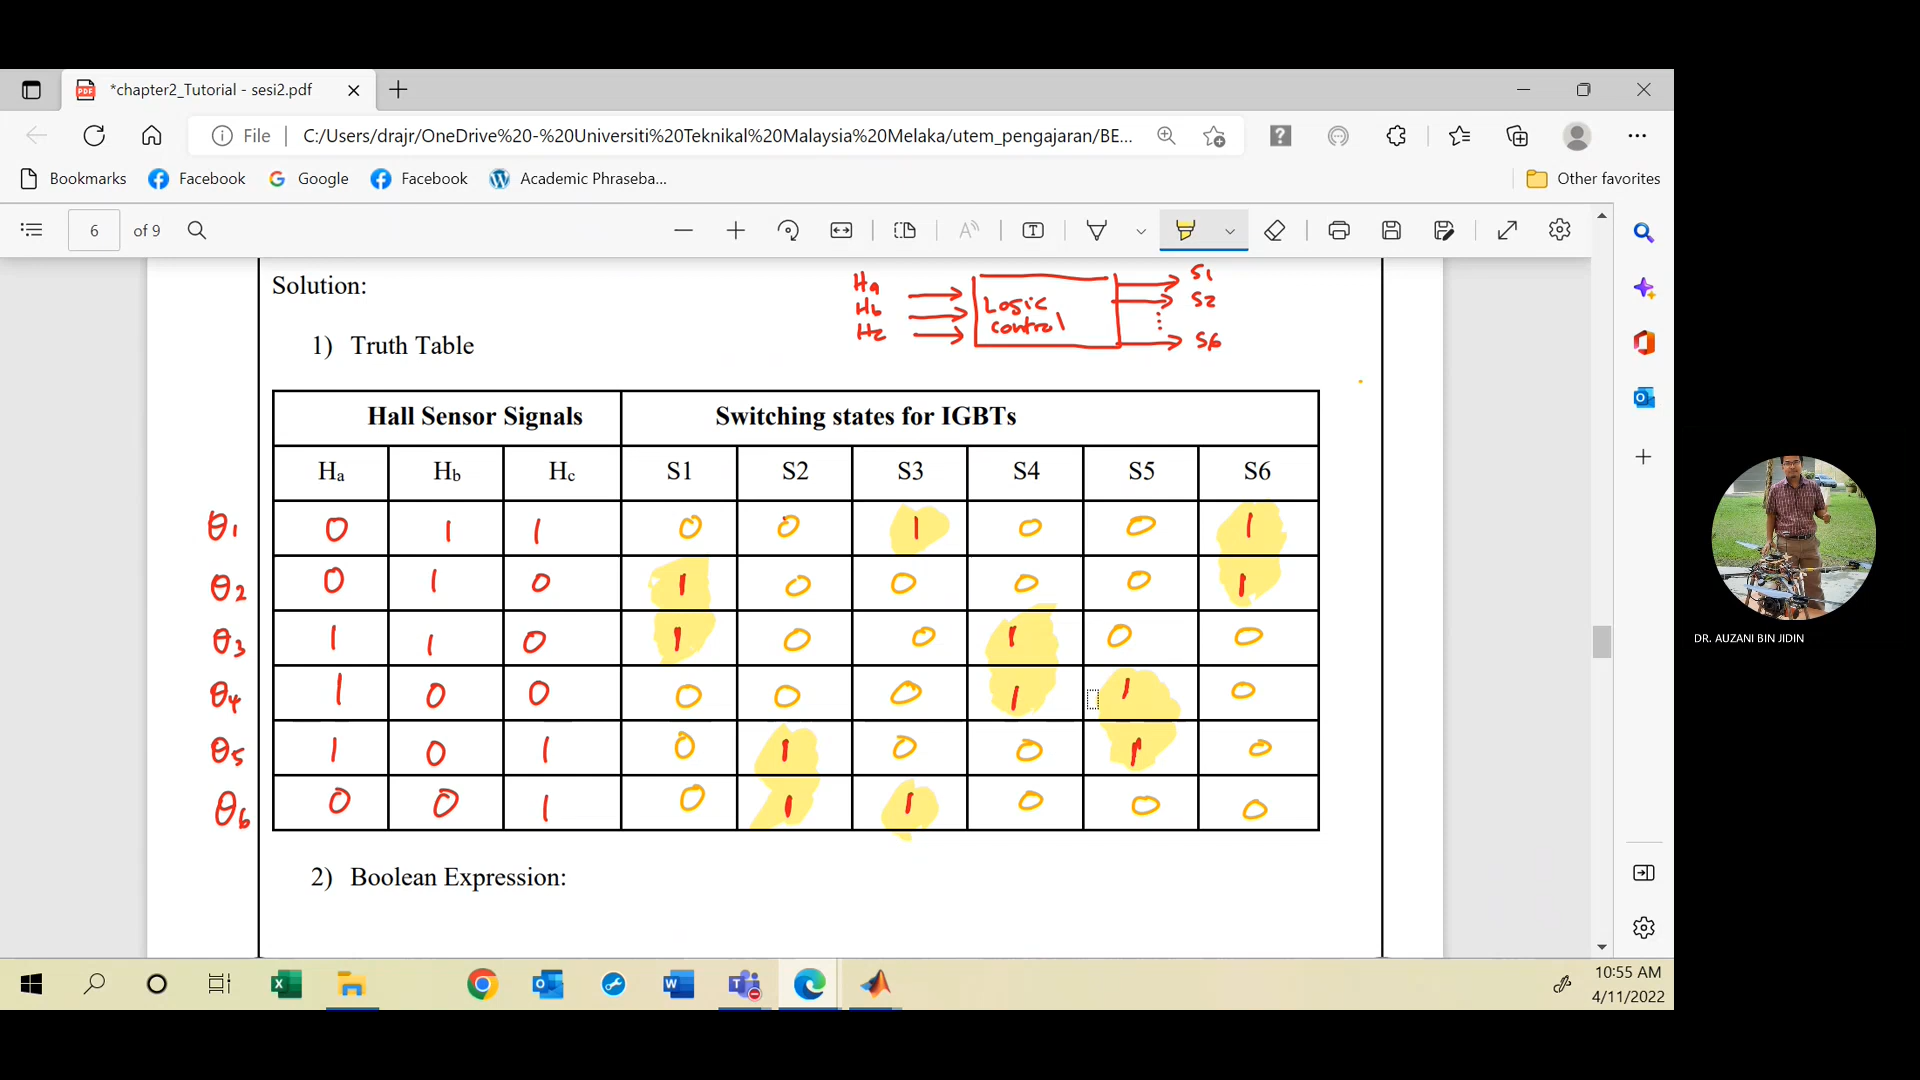 *chapter2_Tutorial - sesi2.pdf
File C:/Users/drajr/OneDrive%20-%20Universiti%20Teknikal%20Malaysia%20Melaka/utem_pengajaran/BE...
Bookmarks Facebook Google Facebook Academic Phraseba... Other favorites
6 of 9
Solution:
Ha
Hb
Hc
Logic
control
S1
S2
S6
1) Truth Table
Hall Sensor Signals Switching states for IGBTs
Ha Hb Hc S1 S2 S3 S4 S5 S6
θ1 0 1 1 0 0 1 0 0 1
θ2 0 1 0 1 0 0 0 0 1
θ3 1 1 0 1 0 0 1 0 0
θ4 1 0 0 0 0 0 1 1 0
θ5 1 0 1 0 1 0 0 1 0
θ6 0 0 1 0 1 1 0 0 0
2) Boolean Expression:
DR. AUZANI BIN JIDIN
10:55 AM
4/11/2022